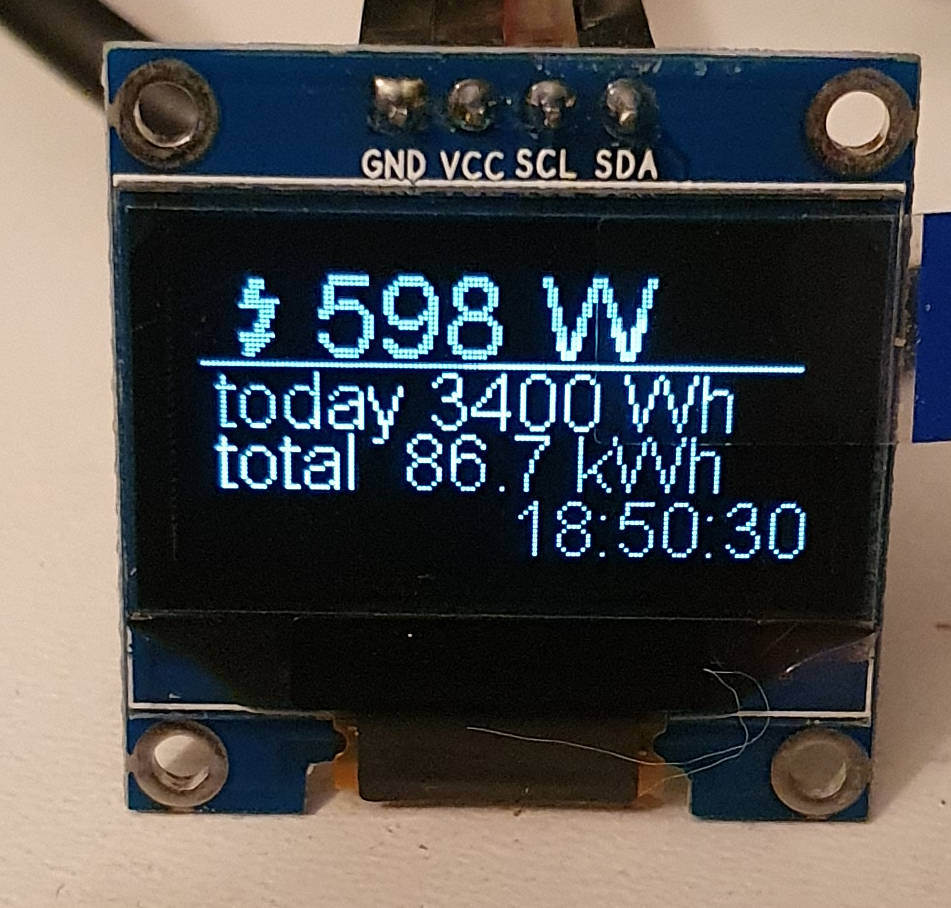 GND VCC SCL SDA
598 W
today 3400 Wh
total 86.7 kWh
18:50:30